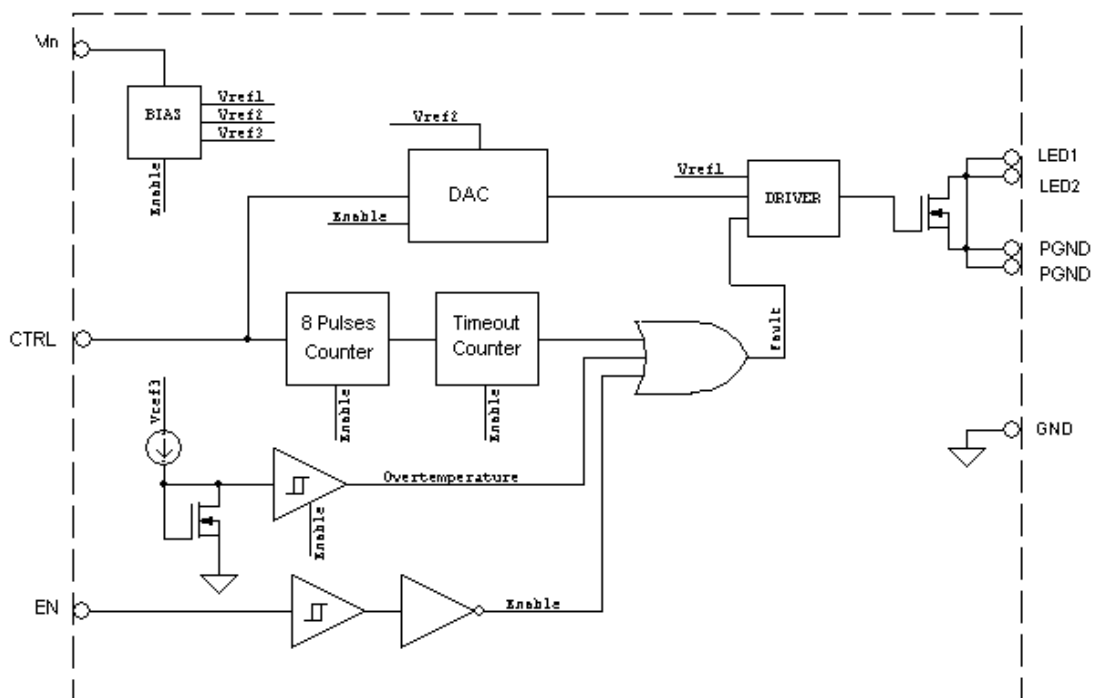 Vin
BIAS
Vref1
Vref2
Vref3
Enable
Vref2
DAC
Enable
Vref1
DRIVER
LED1
LED2
PGND
PGND
CTRL
8 Pulses
Counter
Enable
Timeout
Counter
Enable
Fault
Vref3
Overtemperature
Enable
GND
EN
Enable